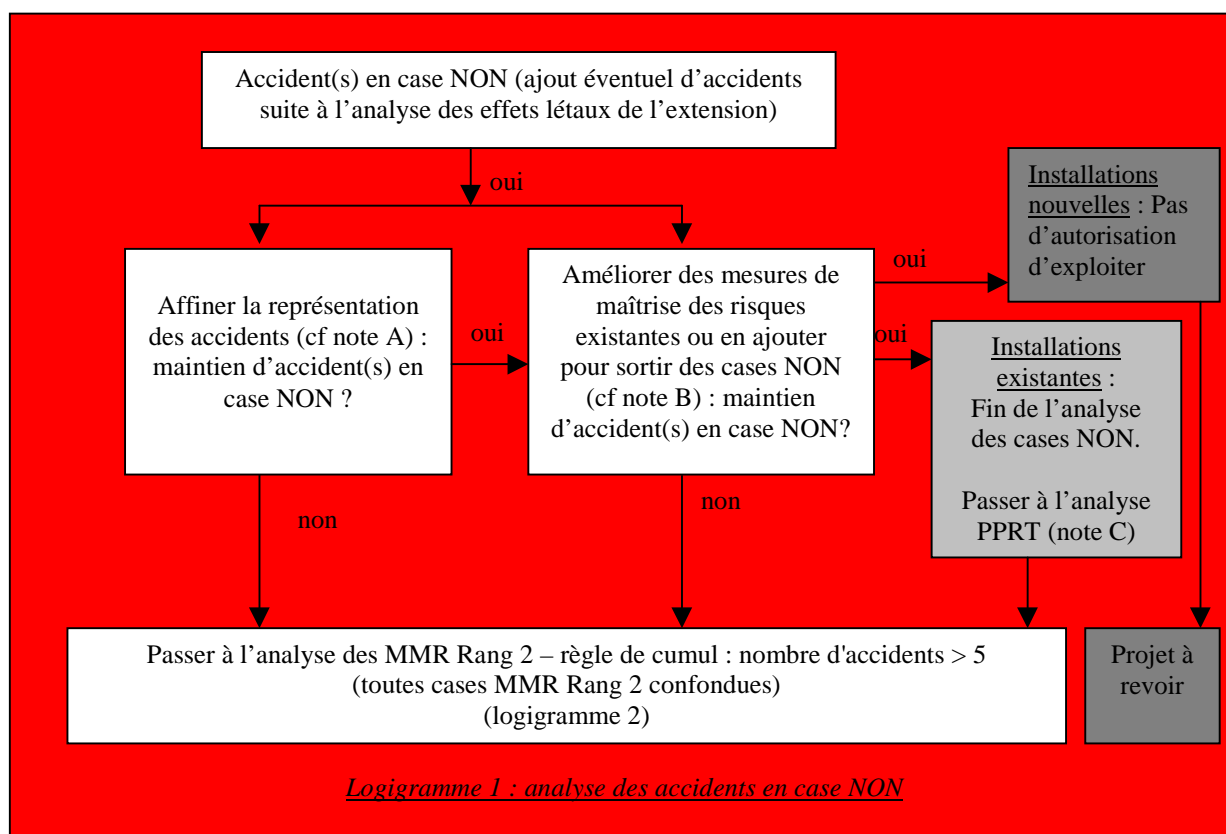 Accident(s) en case NON (ajout éventuel d'accidents
suite à l'analyse des effets létaux de l'extension)
oui
Affiner la représentation
des accidents (cf note A) :
maintien d'accident(s) en
case NON ?
oui
Améliorer des mesures de
maîtrise des risques
existantes ou en ajouter
pour sortir des cases NON
(cf note B) : maintien
d'accident(s) en case NON?
oui
Installations
nouvelles : Pas
d'autorisation
d'exploiter
oui
Installations
existantes :
Fin de l'analyse
des cases NON.
Passer à l'analyse
PPRT (note C)
non
non
Passer à l'analyse des MMR Rang 2 – règle de cumul : nombre d'accidents > 5
(toutes cases MMR Rang 2 confondues)
(logigramme 2)
Projet à
revoir
Logigramme 1 : analyse des accidents en case NON